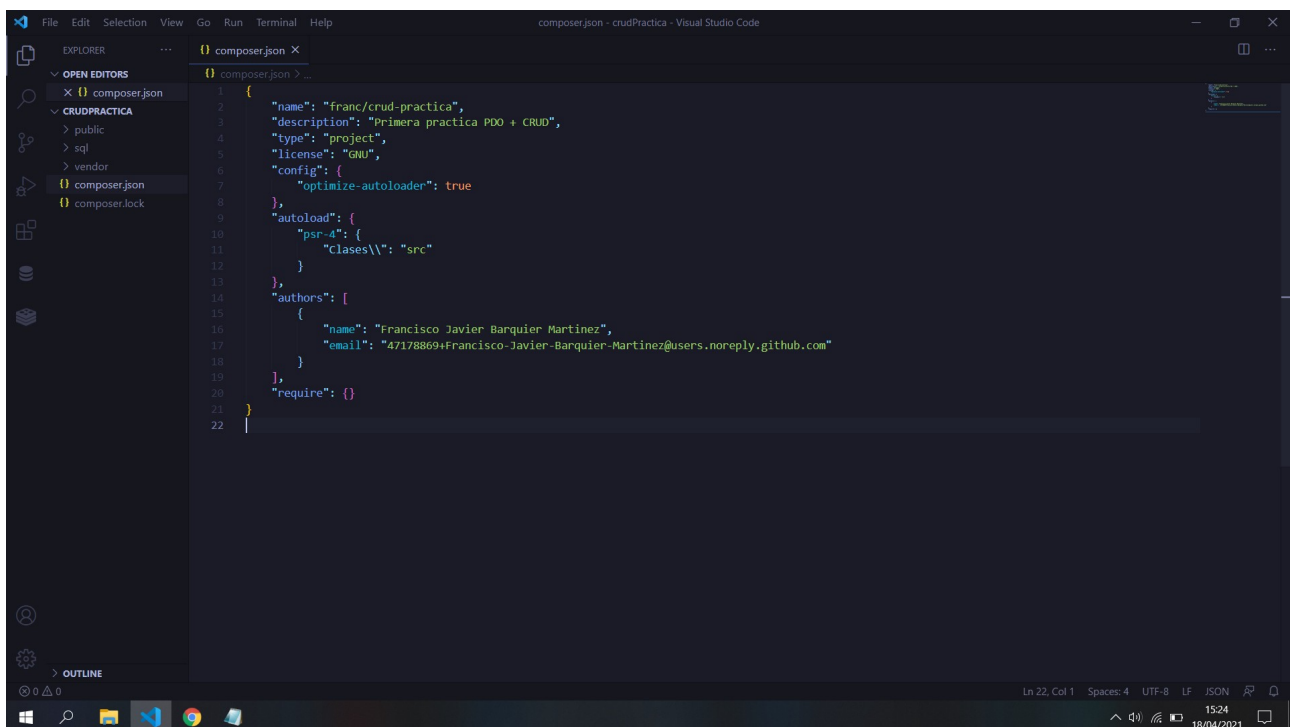 File Edit Selection View Go Run Terminal Help composer.json - crudPractica - Visual Studio Code
EXPLORER ··· {} composer.json
OPEN EDITORS {} composer.json > ...
{} composer.json
CRUDPRACTICA
> public
> sql
> vendor
{} composer.json
{} composer.lock
1 {
2 "name": "franc/crud-practica",
3 "description": "Primera practica PDO + CRUD",
4 "type": "project",
5 "license": "GNU",
6 "config": {
7 "optimize-autoloader": true
8 },
9 "autoload": {
10 "psr-4": {
11 "Clases\\": "src"
12 }
13 },
14 "authors": [
15 {
16 "name": "Francisco Javier Barquier Martinez",
17 "email": "47178869+Francisco-Javier-Barquier-Martinez@users.noreply.github.com"
18 }
19 ],
20 "require": {}
21 }
22
> OUTLINE
0 0 Ln 22, Col 1 Spaces: 4 UTF-8 LF JSON
15:24
18/04/2021